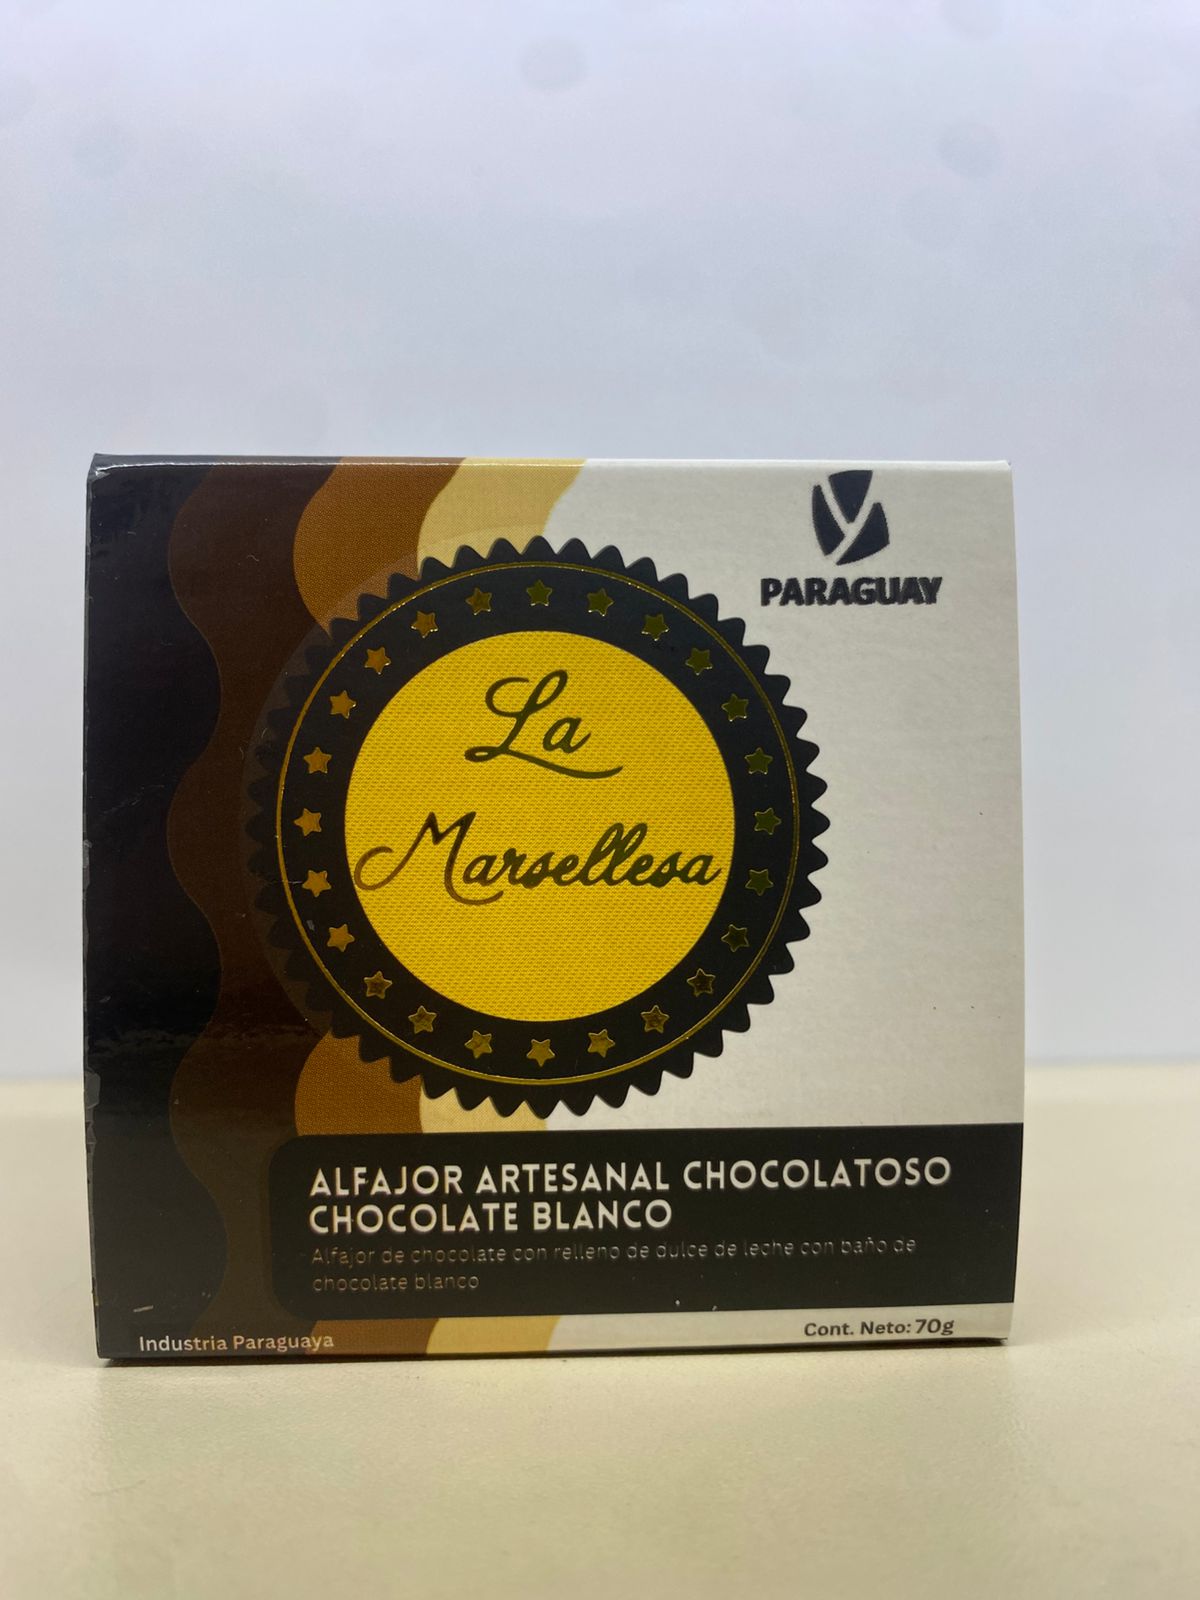 PARAGUAY
La
Marsellesa
ALFAJOR ARTESANAL CHOCOLATOSO
CHOCOLATE BLANCO
Alfajor de chocolate con relleno de dulce de leche con baño de
chocolate blanco
Industria Paraguaya
Cont. Neto: 70g